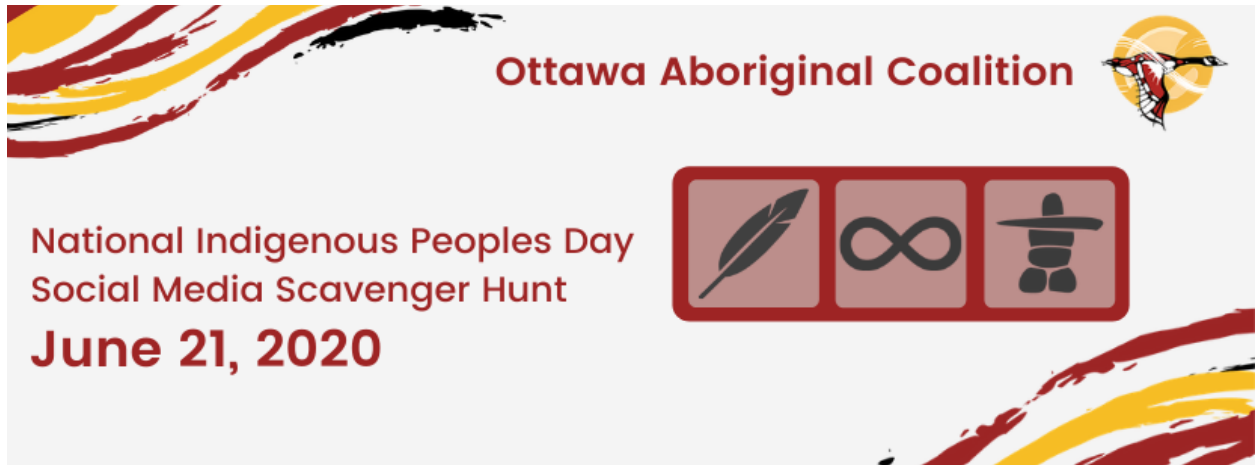 Ottawa Aboriginal Coalition
National Indigenous Peoples Day
Social Media Scavenger Hunt
June 21, 2020